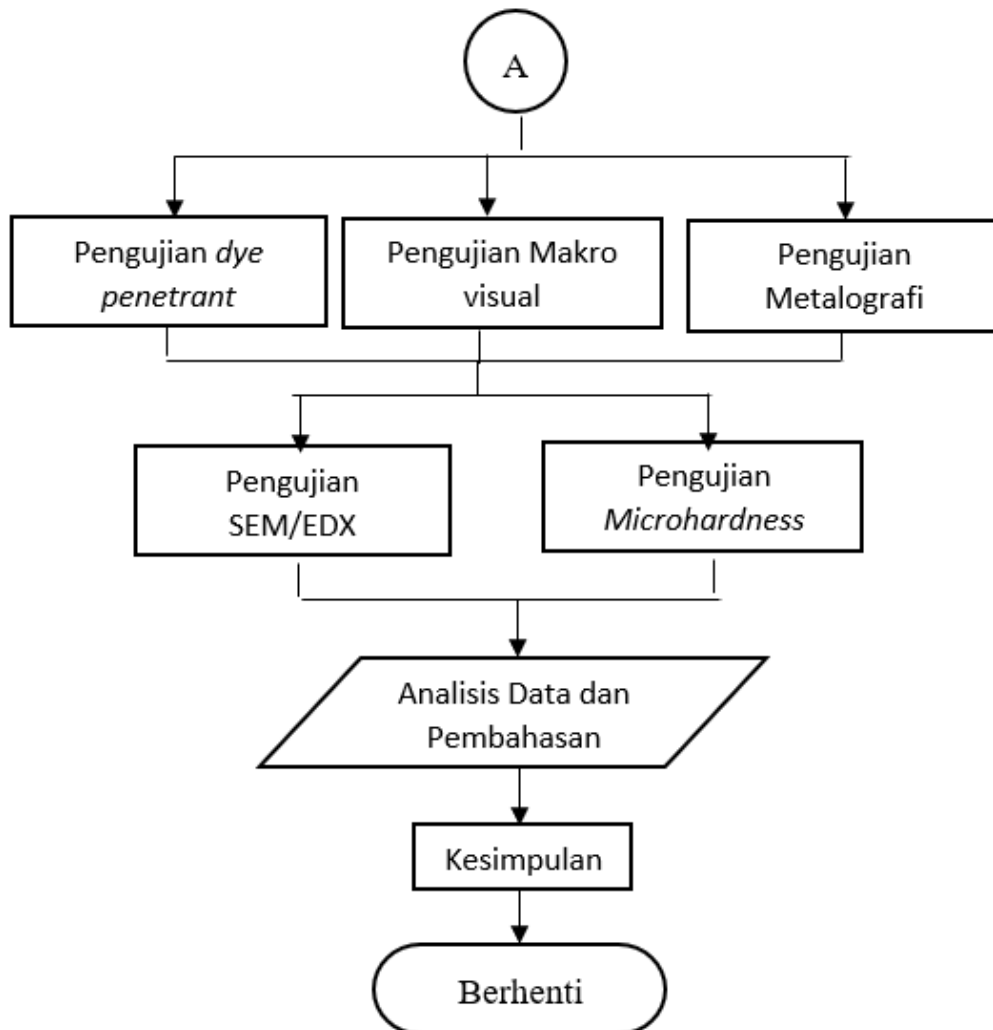 A
Pengujian dye
penetrant
Pengujian Makro
visual
Pengujian
Metalografi
Pengujian
SEM/EDX
Pengujian
Microhardness
Analisis Data dan
Pembahasan
Kesimpulan
Berhenti